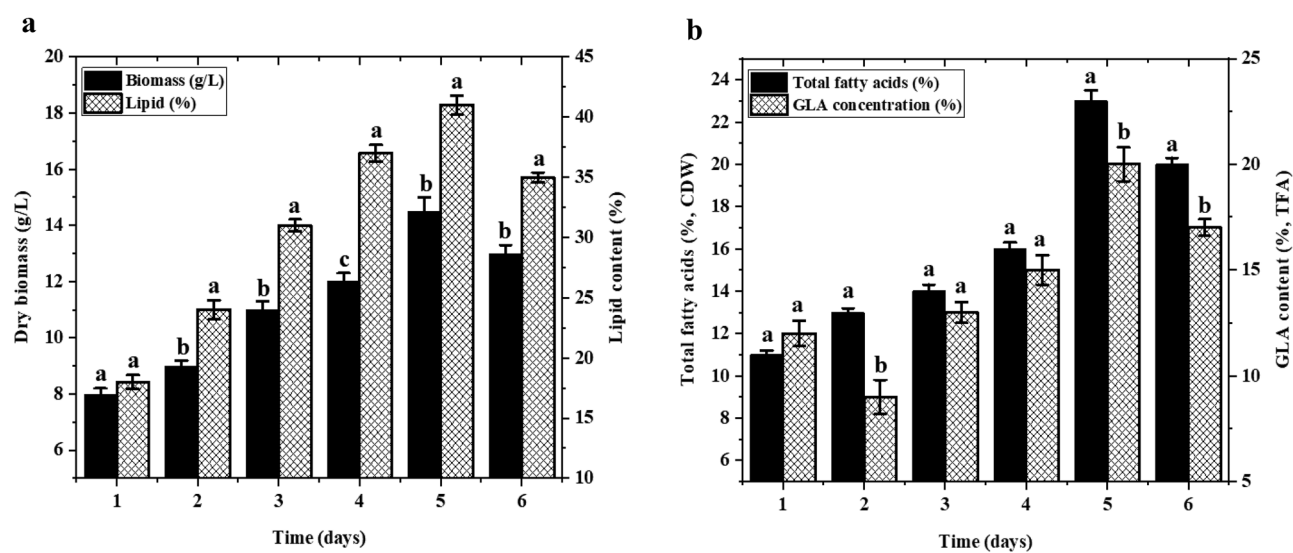 a
20
18
16
14
12
10
8
6
Dry biomass (g/L)
Biomass (g/L)
Lipid (%)
a
a
b
a
b
a
c
a
b
a
b
a
45
40
35
30
25
20
15
10
Lipid content (%)
1 2 3 4 5 6
Time (days)
b
24
22
20
18
16
14
12
10
8
6
Total fatty acids (%, CDW)
Total fatty acids (%)
GLA concentration (%)
a
a
a
b
a
a
a
a
a
b
a
b
25
20
15
10
5
GLA content (%, TFA)
1 2 3 4 5 6
Time (days)